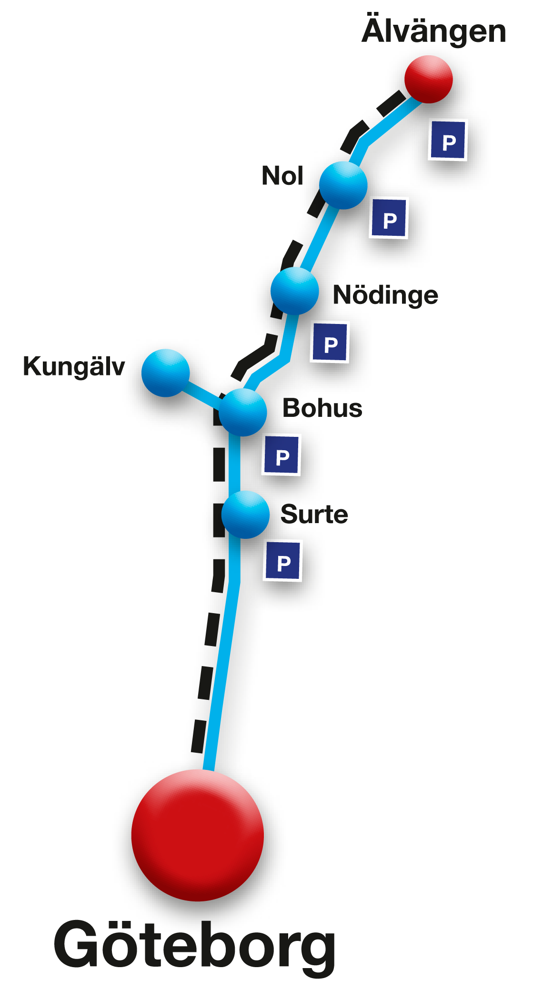 Älvängen
P
Nol
P
Nödinge
P
Kungälv
Bohus
P
Surte
P
Göteborg